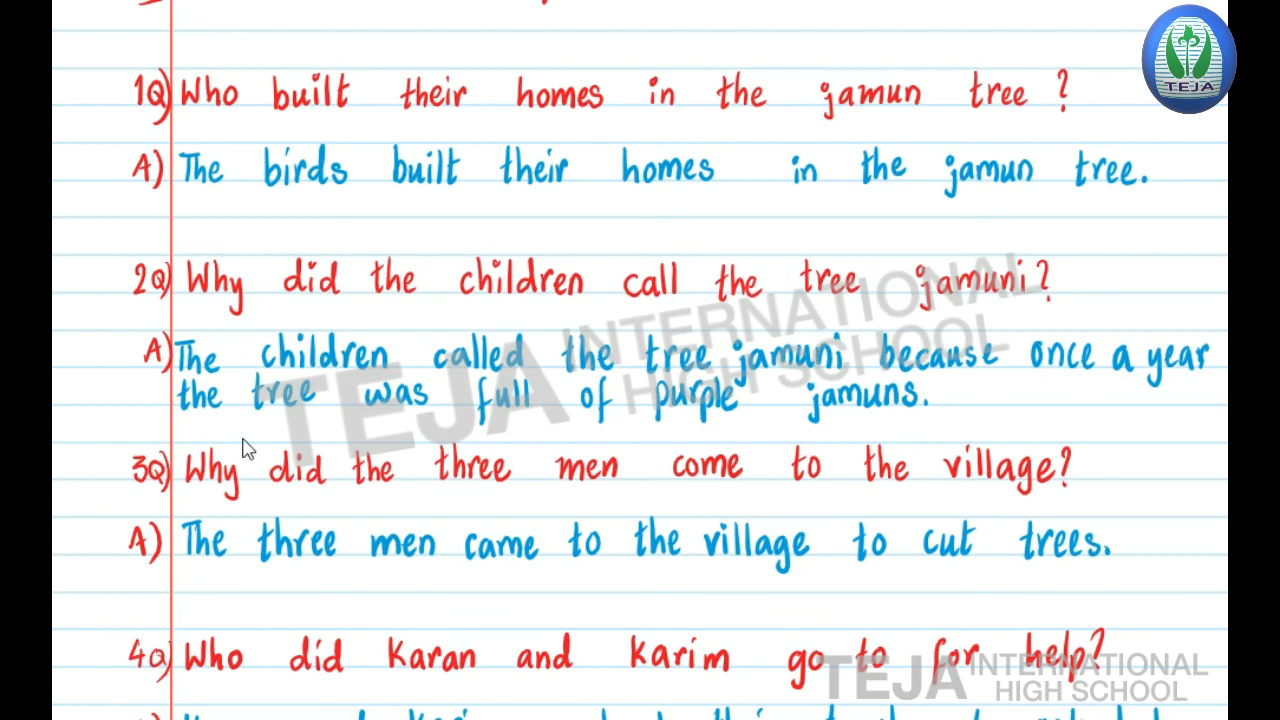 TEJA
1Q) Who built their homes in the jamun tree ?
A) The birds built their homes in the jamun tree.
2Q) Why did the children call the tree jamuni?
A) The children called the tree jamuni because once a year
the tree was full of purple jamuns.
TEJA INTERNATIONAL HIGH SCHOOL
3Q) Why did the three men come to the village?
A) The three men came to the village to cut trees.
4Q) Who did Karan and Karim go to for help?
TEJA INTERNATIONAL HIGH SCHOOL